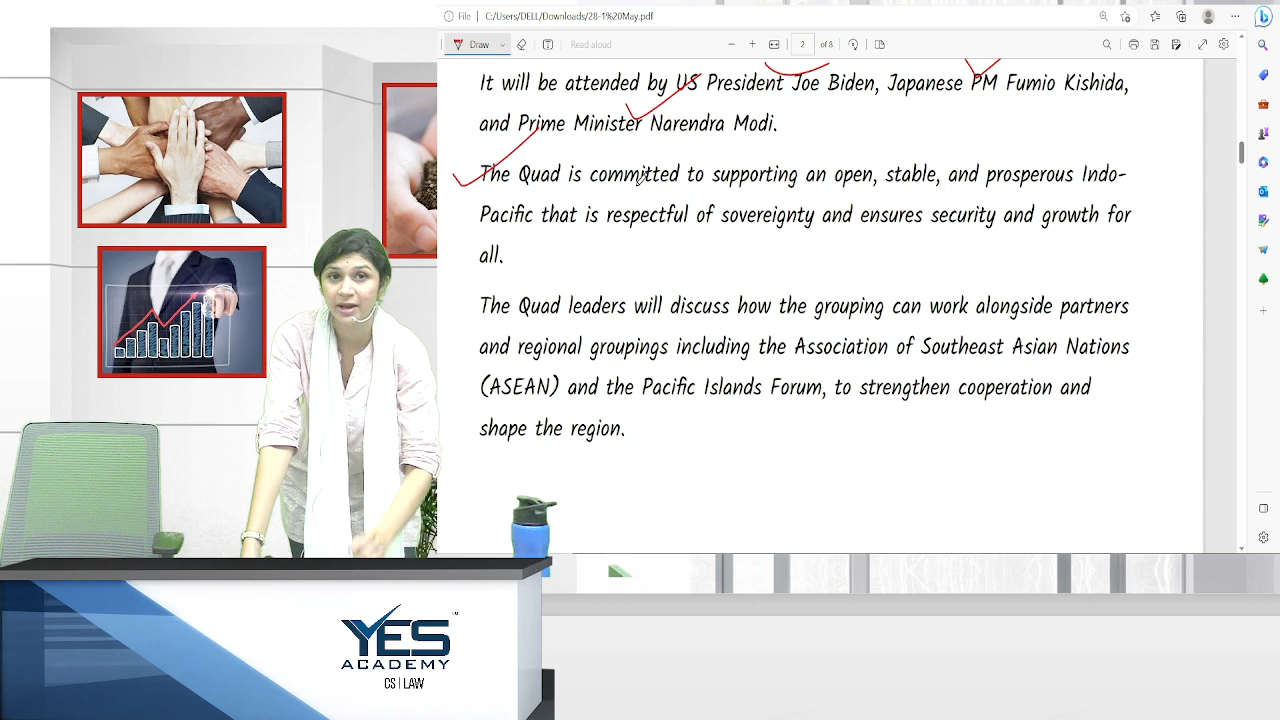 File
C:/Users/DELL/Downloads/28-1%20May.pdf
Draw
Read aloud
2 of 8
It will be attended by US President Joe Biden, Japanese PM Fumio Kishida,
and Prime Minister Narendra Modi.
The Quad is committed to supporting an open, stable, and prosperous Indo-
Pacific that is respectful of sovereignty and ensures security and growth for
all.
The Quad leaders will discuss how the grouping can work alongside partners
and regional groupings including the Association of Southeast Asian Nations
(ASEAN) and the Pacific Islands Forum, to strengthen cooperation and
shape the region.
YES
TM
ACADEMY
CS | LAW